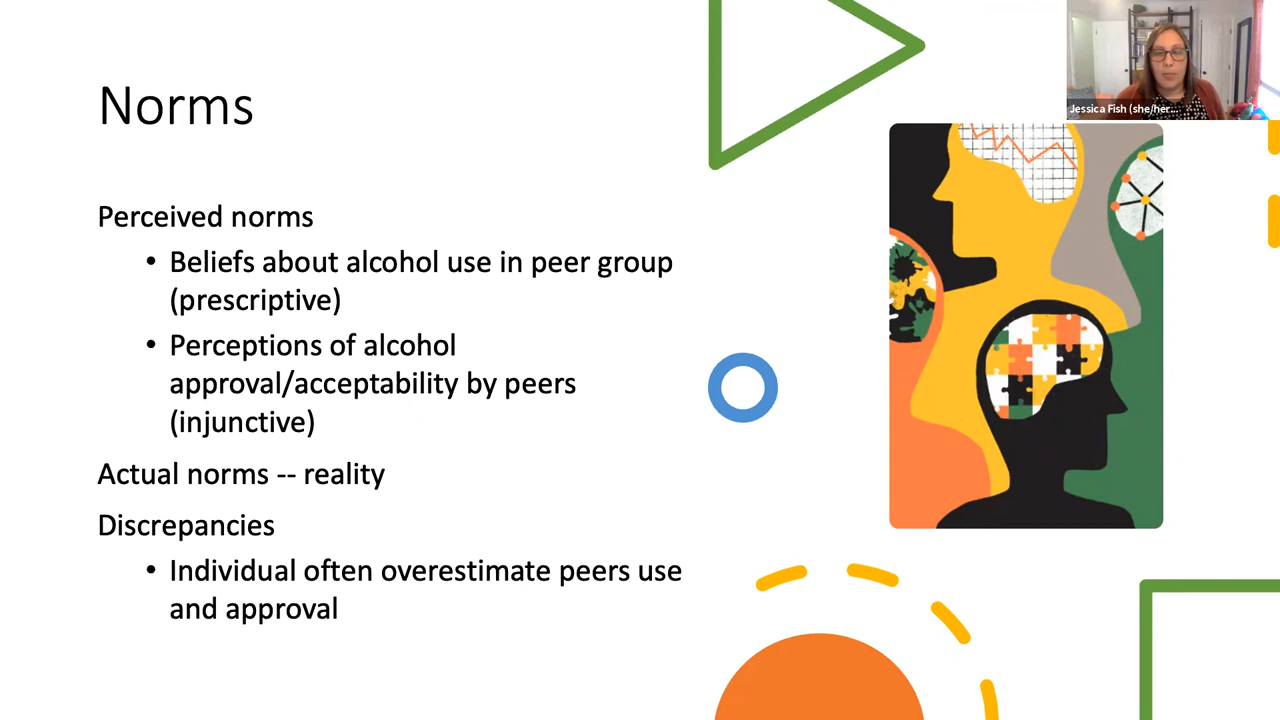 Norms
Perceived norms
• Beliefs about alcohol use in peer group
(prescriptive)
• Perceptions of alcohol
approval/acceptability by peers
(injunctive)
Actual norms -- reality
Discrepancies
• Individual often overestimate peers use
and approval
Jessica Fish (she/her...